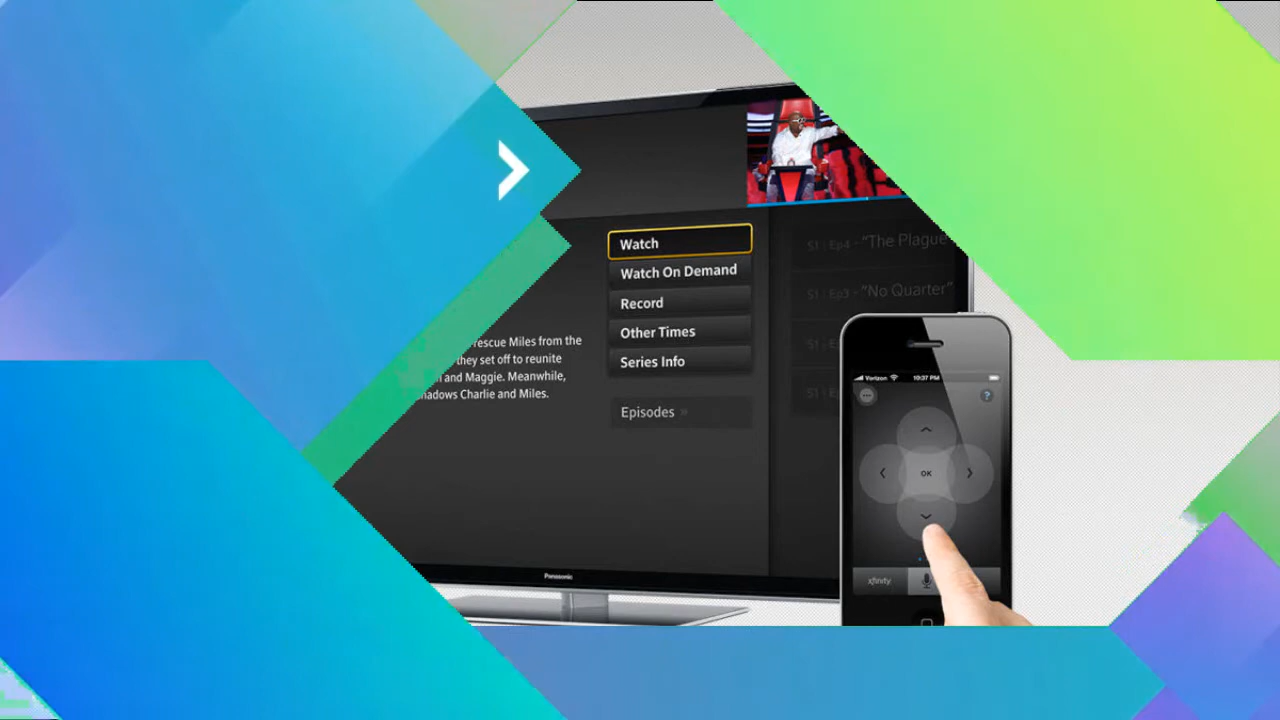 Watch
Watch On Demand
Record
Other Times
Series Info
Episodes »
rescue Miles from the
they set off to reunite
and Maggie. Meanwhile,
Charlie and Miles.
S1 : Ep4 - “The Plague
S1 : Ep3 - “No Quarter”
S1 : E
S1
Panasonic
Verizon 10:37 PM
?
OK
xfinity